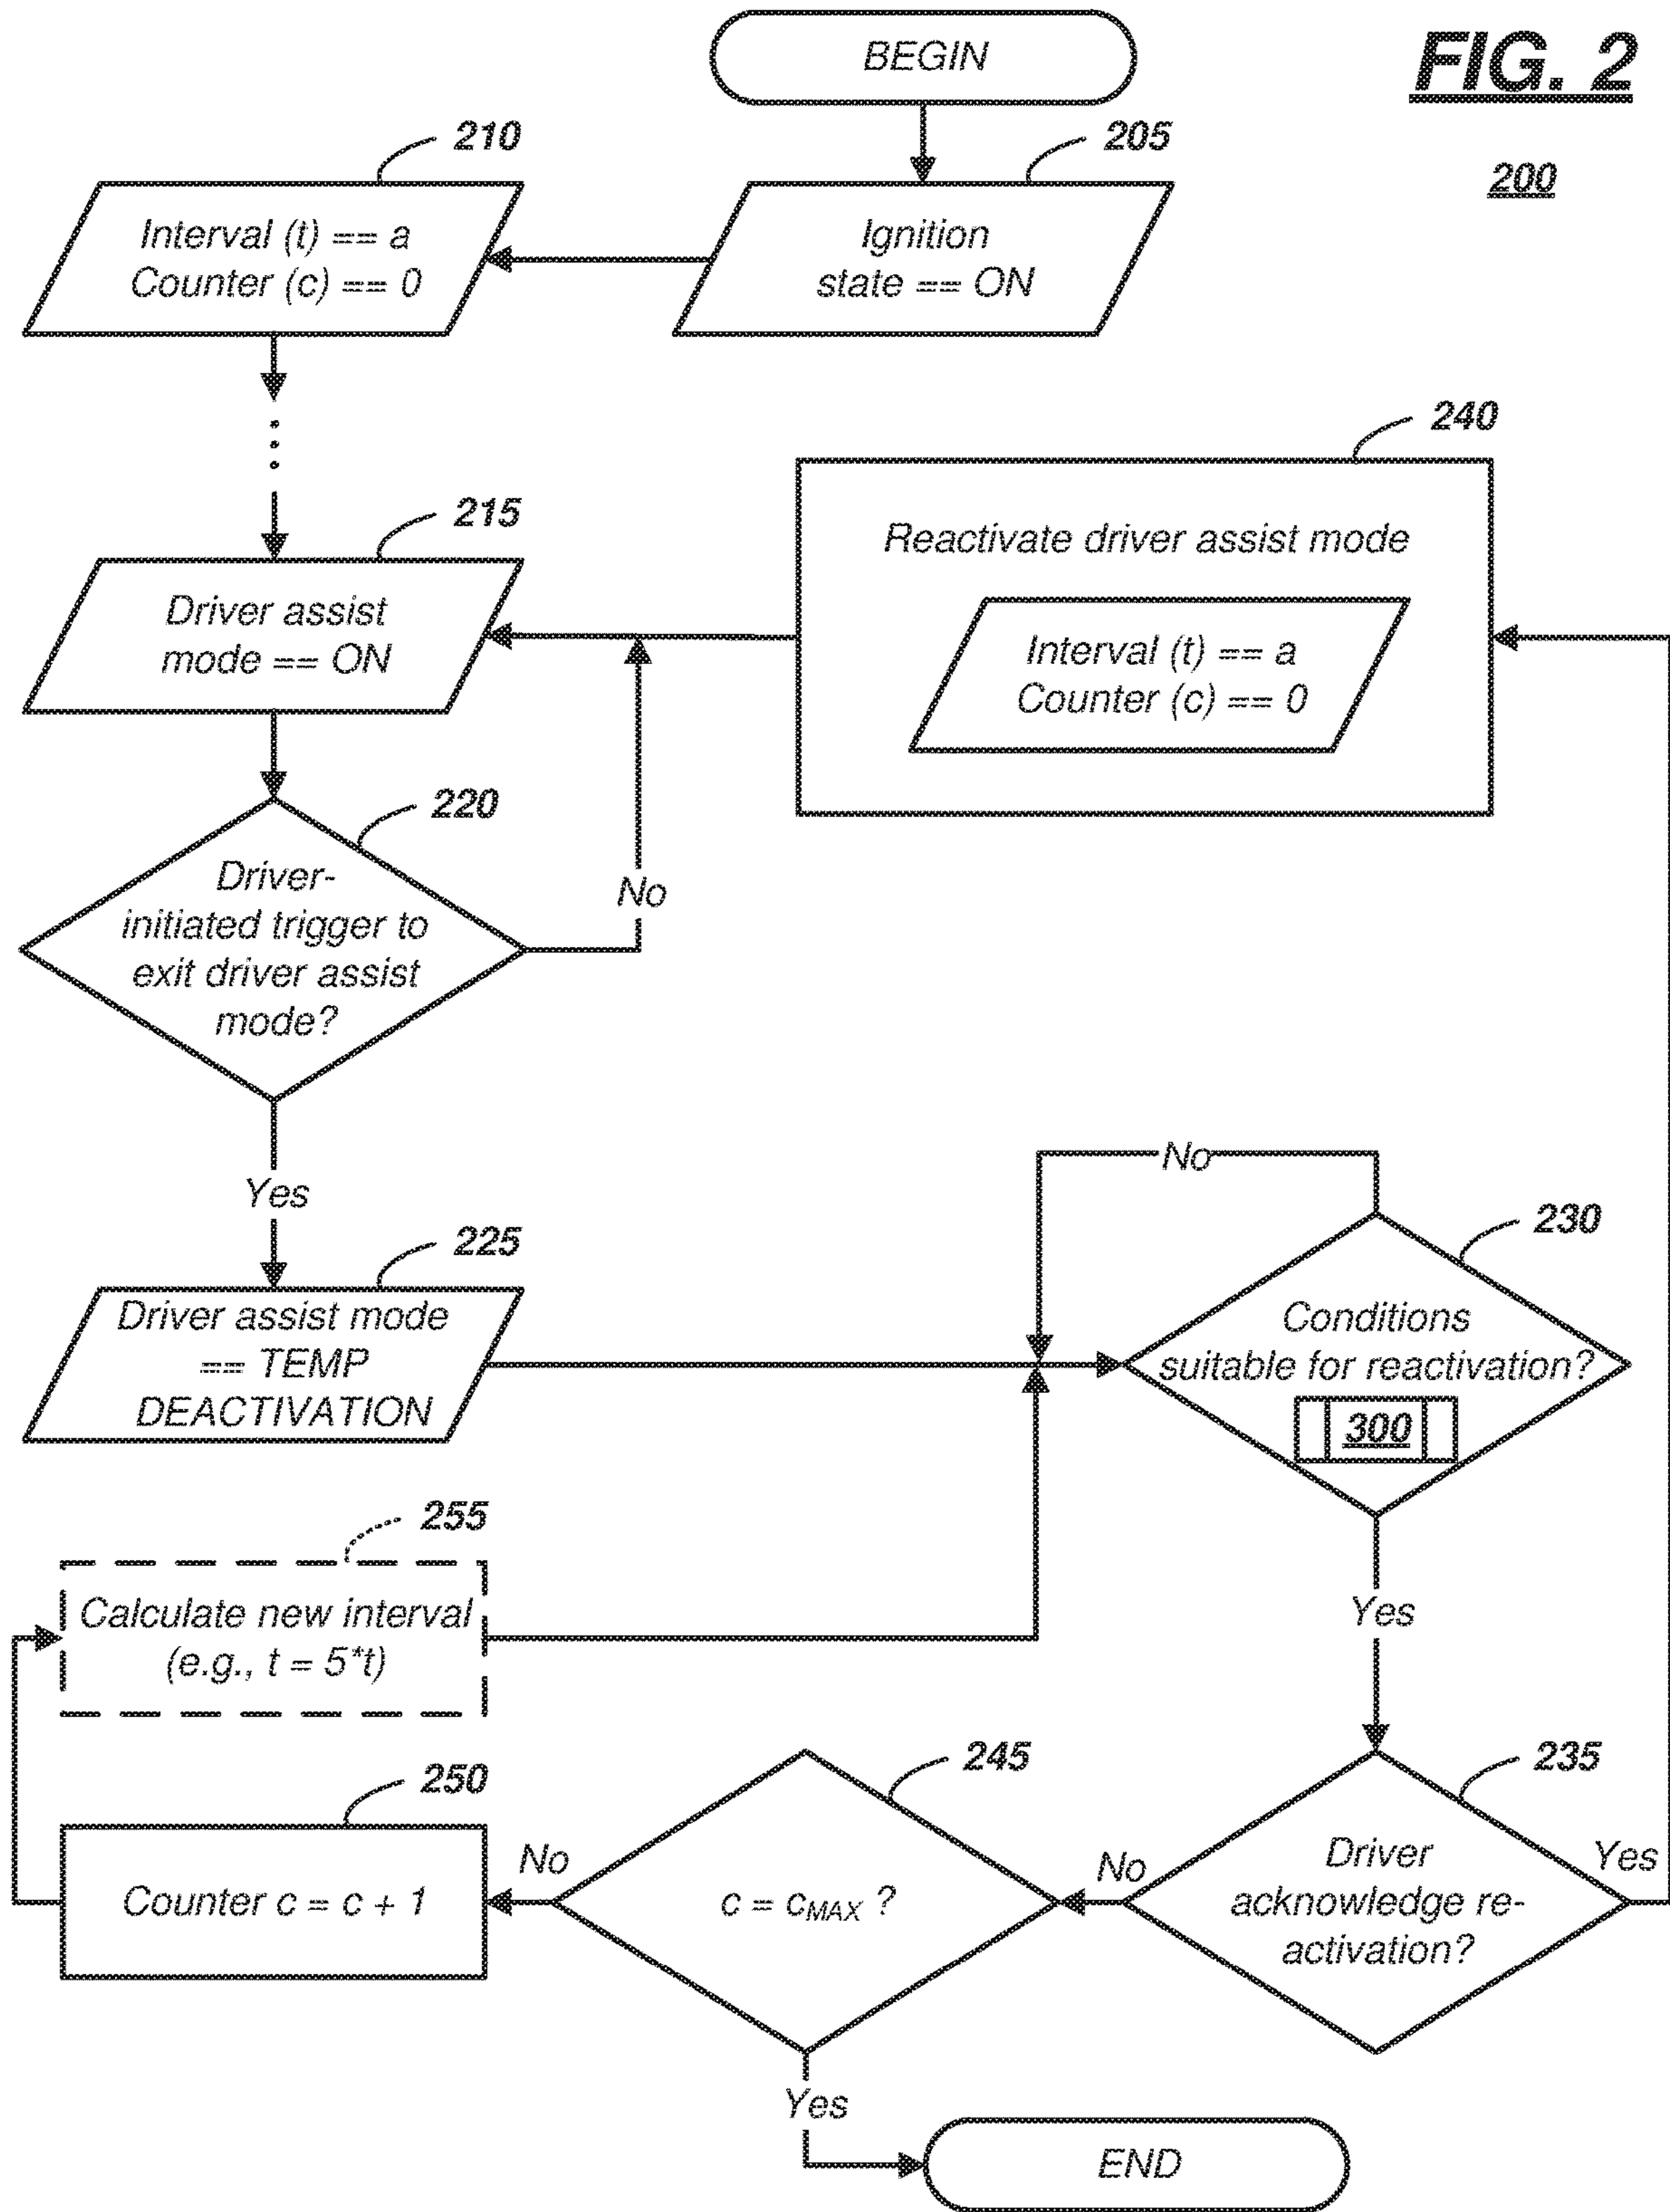 BEGIN
FIG. 2
200
210
205
Interval (t) == a
Counter (c) == 0
Ignition
state == ON
240
215
Reactivate driver assist mode
Driver assist
mode == ON
Interval (t) == a
Counter (c) == 0
220
Driver-
initiated trigger to
exit driver assist
mode?
No
Yes
No
225
230
Driver assist mode
== TEMP
DEACTIVATION
Conditions
suitable for reactivation?
300
255
Calculate new interval
(e.g., t = 5*t)
Yes
250
245
235
Counter c = c + 1
No
c = cMAX ?
No
Driver
acknowledge re-
activation?
Yes
Yes
END